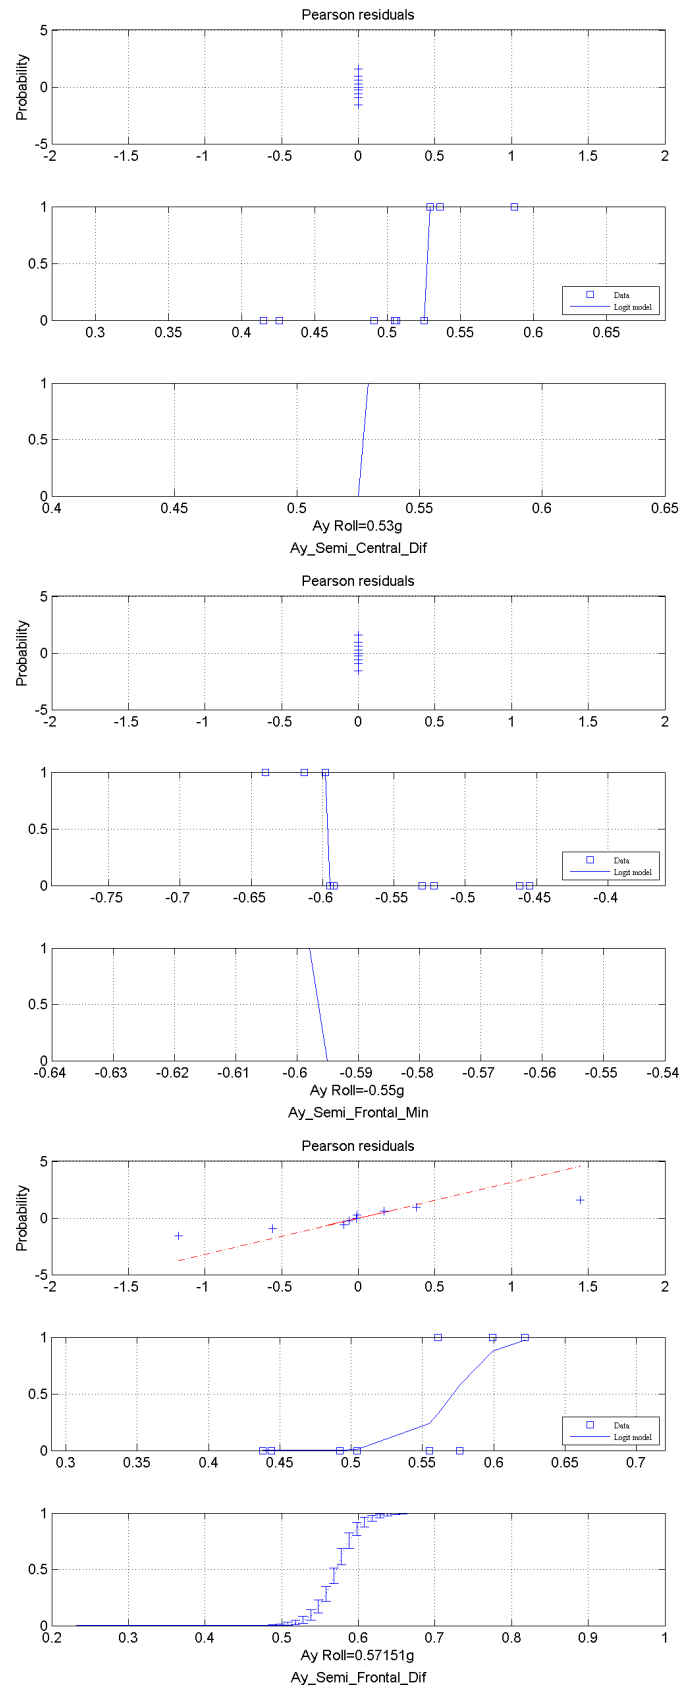 Pearson residuals
Probability
5
0
-5
-2 -1.5 -1 -0.5 0 0.5 1 1.5 2
1
0.5
0
Data
Logit model
0.3 0.35 0.4 0.45 0.5 0.55 0.6 0.65
1
0.5
0
0.4 0.45 0.5 0.55 0.6 0.65
Ay Roll=0.53g
Ay_Semi_Central_Dif
Pearson residuals
Probability
5
0
-5
-2 -1.5 -1 -0.5 0 0.5 1 1.5 2
1
0.5
0
Data
Logit model
-0.75 -0.7 -0.65 -0.6 -0.55 -0.5 -0.45 -0.4
1
0.5
0
-0.64 -0.63 -0.62 -0.61 -0.6 -0.59 -0.58 -0.57 -0.56 -0.55 -0.54
Ay Roll=-0.55g
Ay_Semi_Frontal_Min
Pearson residuals
Probability
5
0
-5
-2 -1.5 -1 -0.5 0 0.5 1 1.5 2
1
0.5
0
Data
Logit model
0.3 0.35 0.4 0.45 0.5 0.55 0.6 0.65 0.7
1
0.5
0
0.2 0.3 0.4 0.5 0.6 0.7 0.8 0.9 1
Ay Roll=0.57151g
Ay_Semi_Frontal_Dif